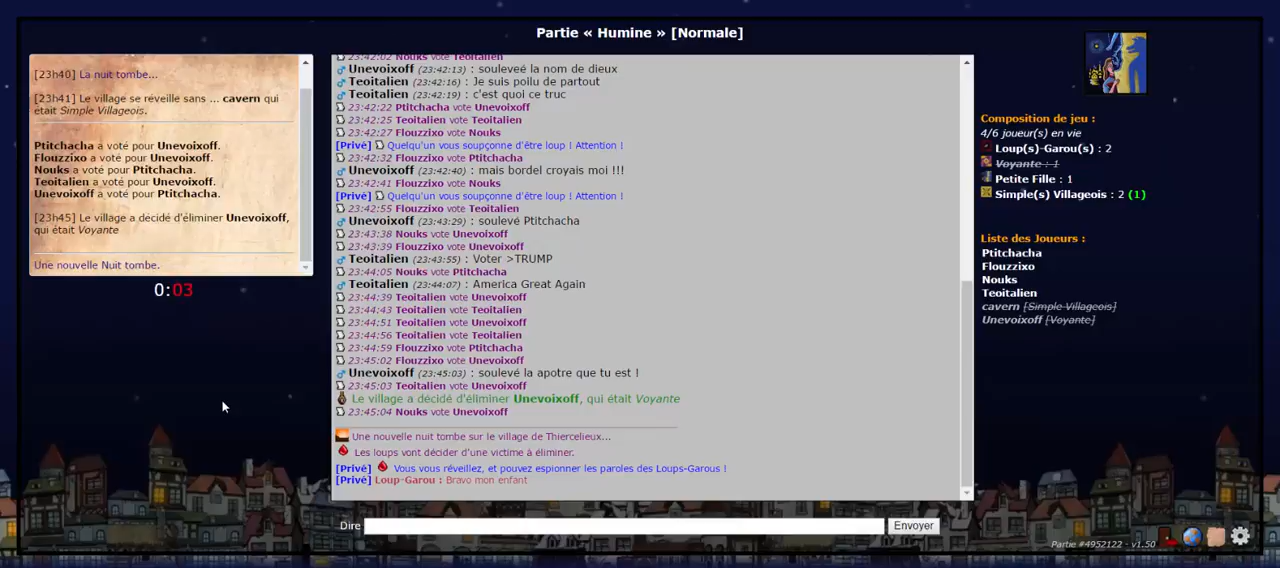 Partie « Humine » [Normale]
[23h40] La nuit tombe...
[23h41] Le village se réveille sans ... cavern qui
était Simple Villageois.
Ptitchacha a voté pour Unevoixoff.
Flouzzixo a voté pour Unevoixoff.
Nouks a voté pour Ptitchacha.
Teoitalien a voté pour Unevoixoff.
Unevoixoff a voté pour Ptitchacha.
[23h45] Le village a décidé d'éliminer Unevoixoff,
qui était Voyante
Une nouvelle Nuit tombe.
0:03
23:42:02 Nouks vote Teoitalien
Unevoixoff (23:42:13) : souleveé la nom de dieux
Teoitalien (23:42:16) : Je suis poilu de partout
Teoitalien (23:42:19) : c'est quoi ce truc
23:42:22 Ptitchacha vote Unevoixoff
23:42:25 Teoitalien vote Teoitalien
23:42:27 Flouzzixo vote Nouks
[Privé] Quelqu'un vous soupçonne d'être loup ! Attention !
23:42:32 Flouzzixo vote Ptitchacha
Unevoixoff (23:42:40) : mais bordel croyais moi !!!
23:42:41 Flouzzixo vote Nouks
[Privé] Quelqu'un vous soupçonne d'être loup ! Attention !
23:42:55 Flouzzixo vote Teoitalien
Unevoixoff (23:43:29) : soulevé Ptitchacha
23:43:38 Nouks vote Unevoixoff
23:43:39 Flouzzixo vote Unevoixoff
Teoitalien (23:43:55) : Voter >TRUMP
23:44:05 Nouks vote Ptitchacha
Teoitalien (23:44:07) : America Great Again
23:44:39 Teoitalien vote Unevoixoff
23:44:43 Teoitalien vote Teoitalien
23:44:51 Teoitalien vote Unevoixoff
23:44:56 Teoitalien vote Teoitalien
23:44:59 Flouzzixo vote Ptitchacha
23:45:02 Flouzzixo vote Unevoixoff
Unevoixoff (23:45:03) : soulevé la apotre que tu est !
23:45:03 Teoitalien vote Unevoixoff
Le village a décidé d'éliminer Unevoixoff, qui était Voyante
23:45:04 Nouks vote Unevoixoff
Une nouvelle nuit tombe sur le village de Thiercelieux...
Les loups vont décider d'une victime à éliminer.
[Privé] Vous vous réveillez, et pouvez espionner les paroles des Loups-Garous !
[Privé] Loup-Garou : Bravo mon enfant
Dire
Envoyer
Composition de jeu :
4/6 joueur(s) en vie
Loup(s)-Garou(s) : 2
Voyante : 1
Petite Fille : 1
Simple(s) Villageois : 2 (1)
Liste des Joueurs :
Ptitchacha
Flouzzixo
Nouks
Teoitalien
cavern [Simple Villageois]
Unevoixoff [Voyante]
Partie #4952122 - v1.50